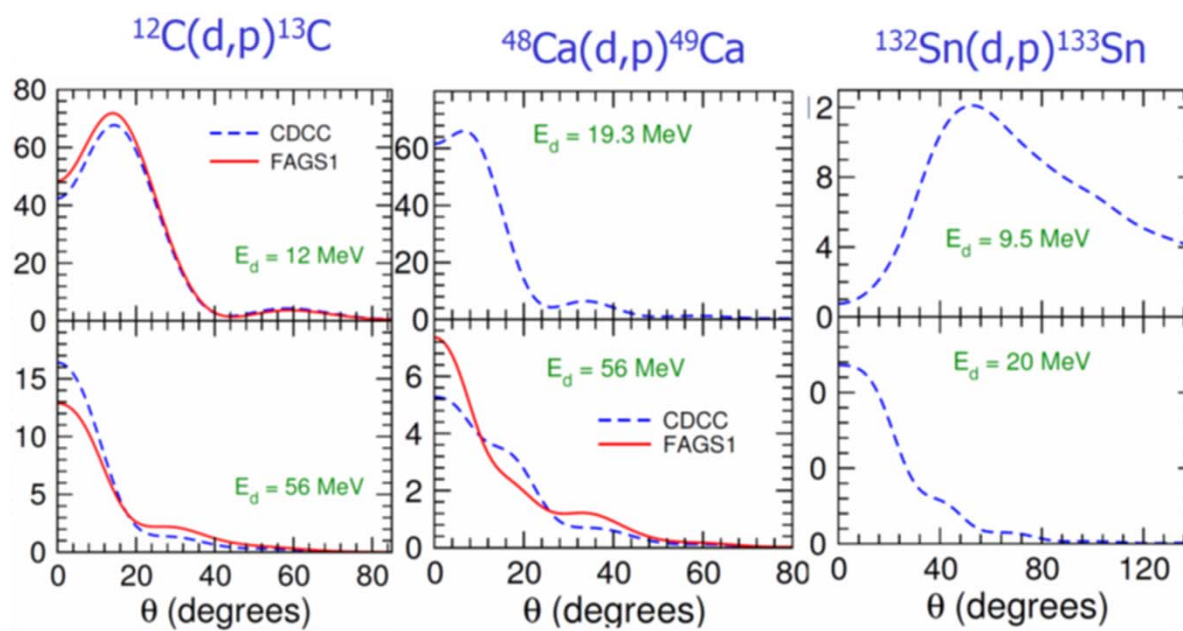 ¹²C(d,p)¹³C
80
60
40
20
0
CDCC
FAGS1
E_d = 12 MeV
15
10
5
0
E_d = 56 MeV
0 20 40 60 80
θ (degrees)
⁴⁸Ca(d,p)⁴⁹Ca
60
40
20
0
E_d = 19.3 MeV
6
4
2
0
E_d = 56 MeV
CDCC
FAGS1
0 20 40 60 80
θ (degrees)
¹³²Sn(d,p)¹³³Sn
2
8
4
0
E_d = 9.5 MeV
0
0
0
E_d = 20 MeV
0 40 80 120
θ (degrees)